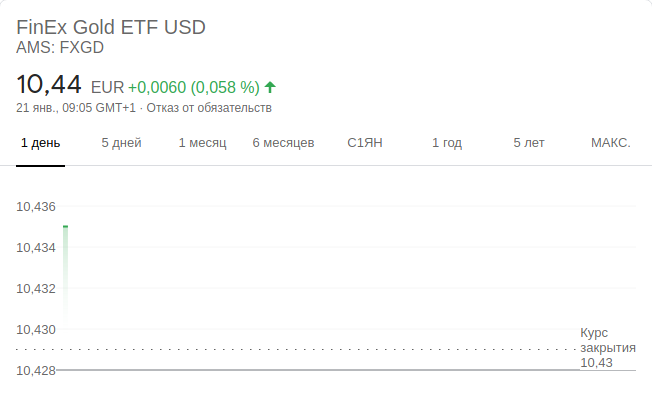 FinEx Gold ETF USD
AMS: FXGD
10,44 EUR +0,0060 (0,058 %)
21 янв., 09:05 GMT+1 · Отказ от обязательств
1 день 5 дней 1 месяц 6 месяцев С1ЯН 1 год 5 лет МАКС.
10,436
10,434
10,432
10,430
Курс
закрытия
10,43
10,428